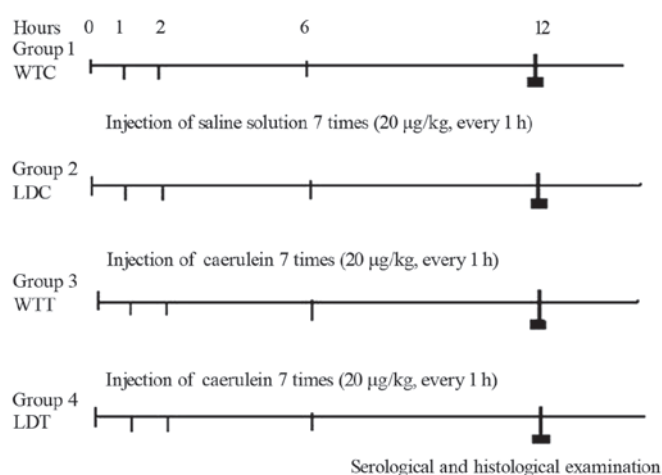 Hours 0 1 2 6 12
Group 1
WTC
Injection of saline solution 7 times (20 μg/kg, every 1 h)
Group 2
LDC
Injection of caerulein 7 times (20 μg/kg, every 1 h)
Group 3
WTT
Injection of caerulein 7 times (20 μg/kg, every 1 h)
Group 4
LDT
Serological and histological examination